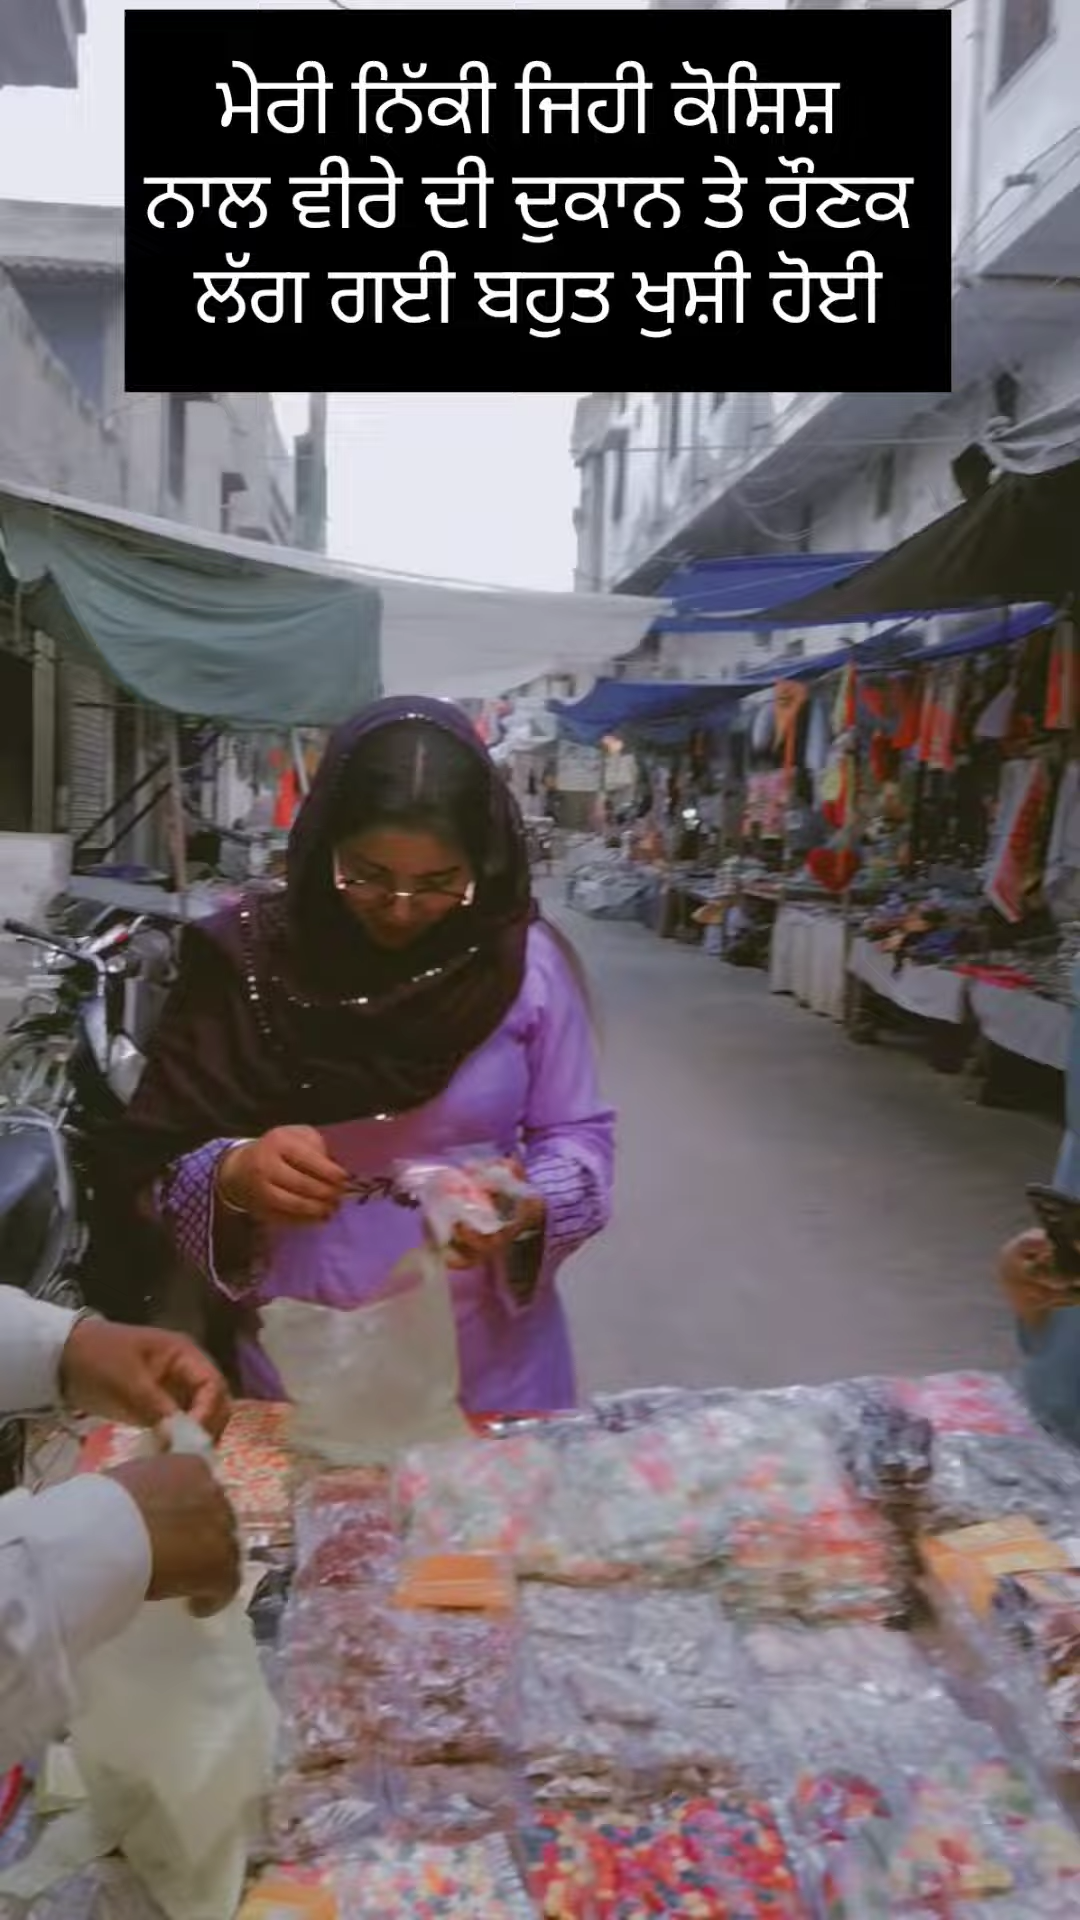 ਮੇਰੀ ਨਿੱਕੀ ਜਿਹੀ ਕੋਸ਼ਿਸ਼
ਨਾਲ ਵੀਰੇ ਦੀ ਦੁਕਾਨ ਤੇ ਰੌਣਕ
ਲੱਗ ਗਈ ਬਹੁਤ ਖੁਸ਼ੀ ਹੋਈ